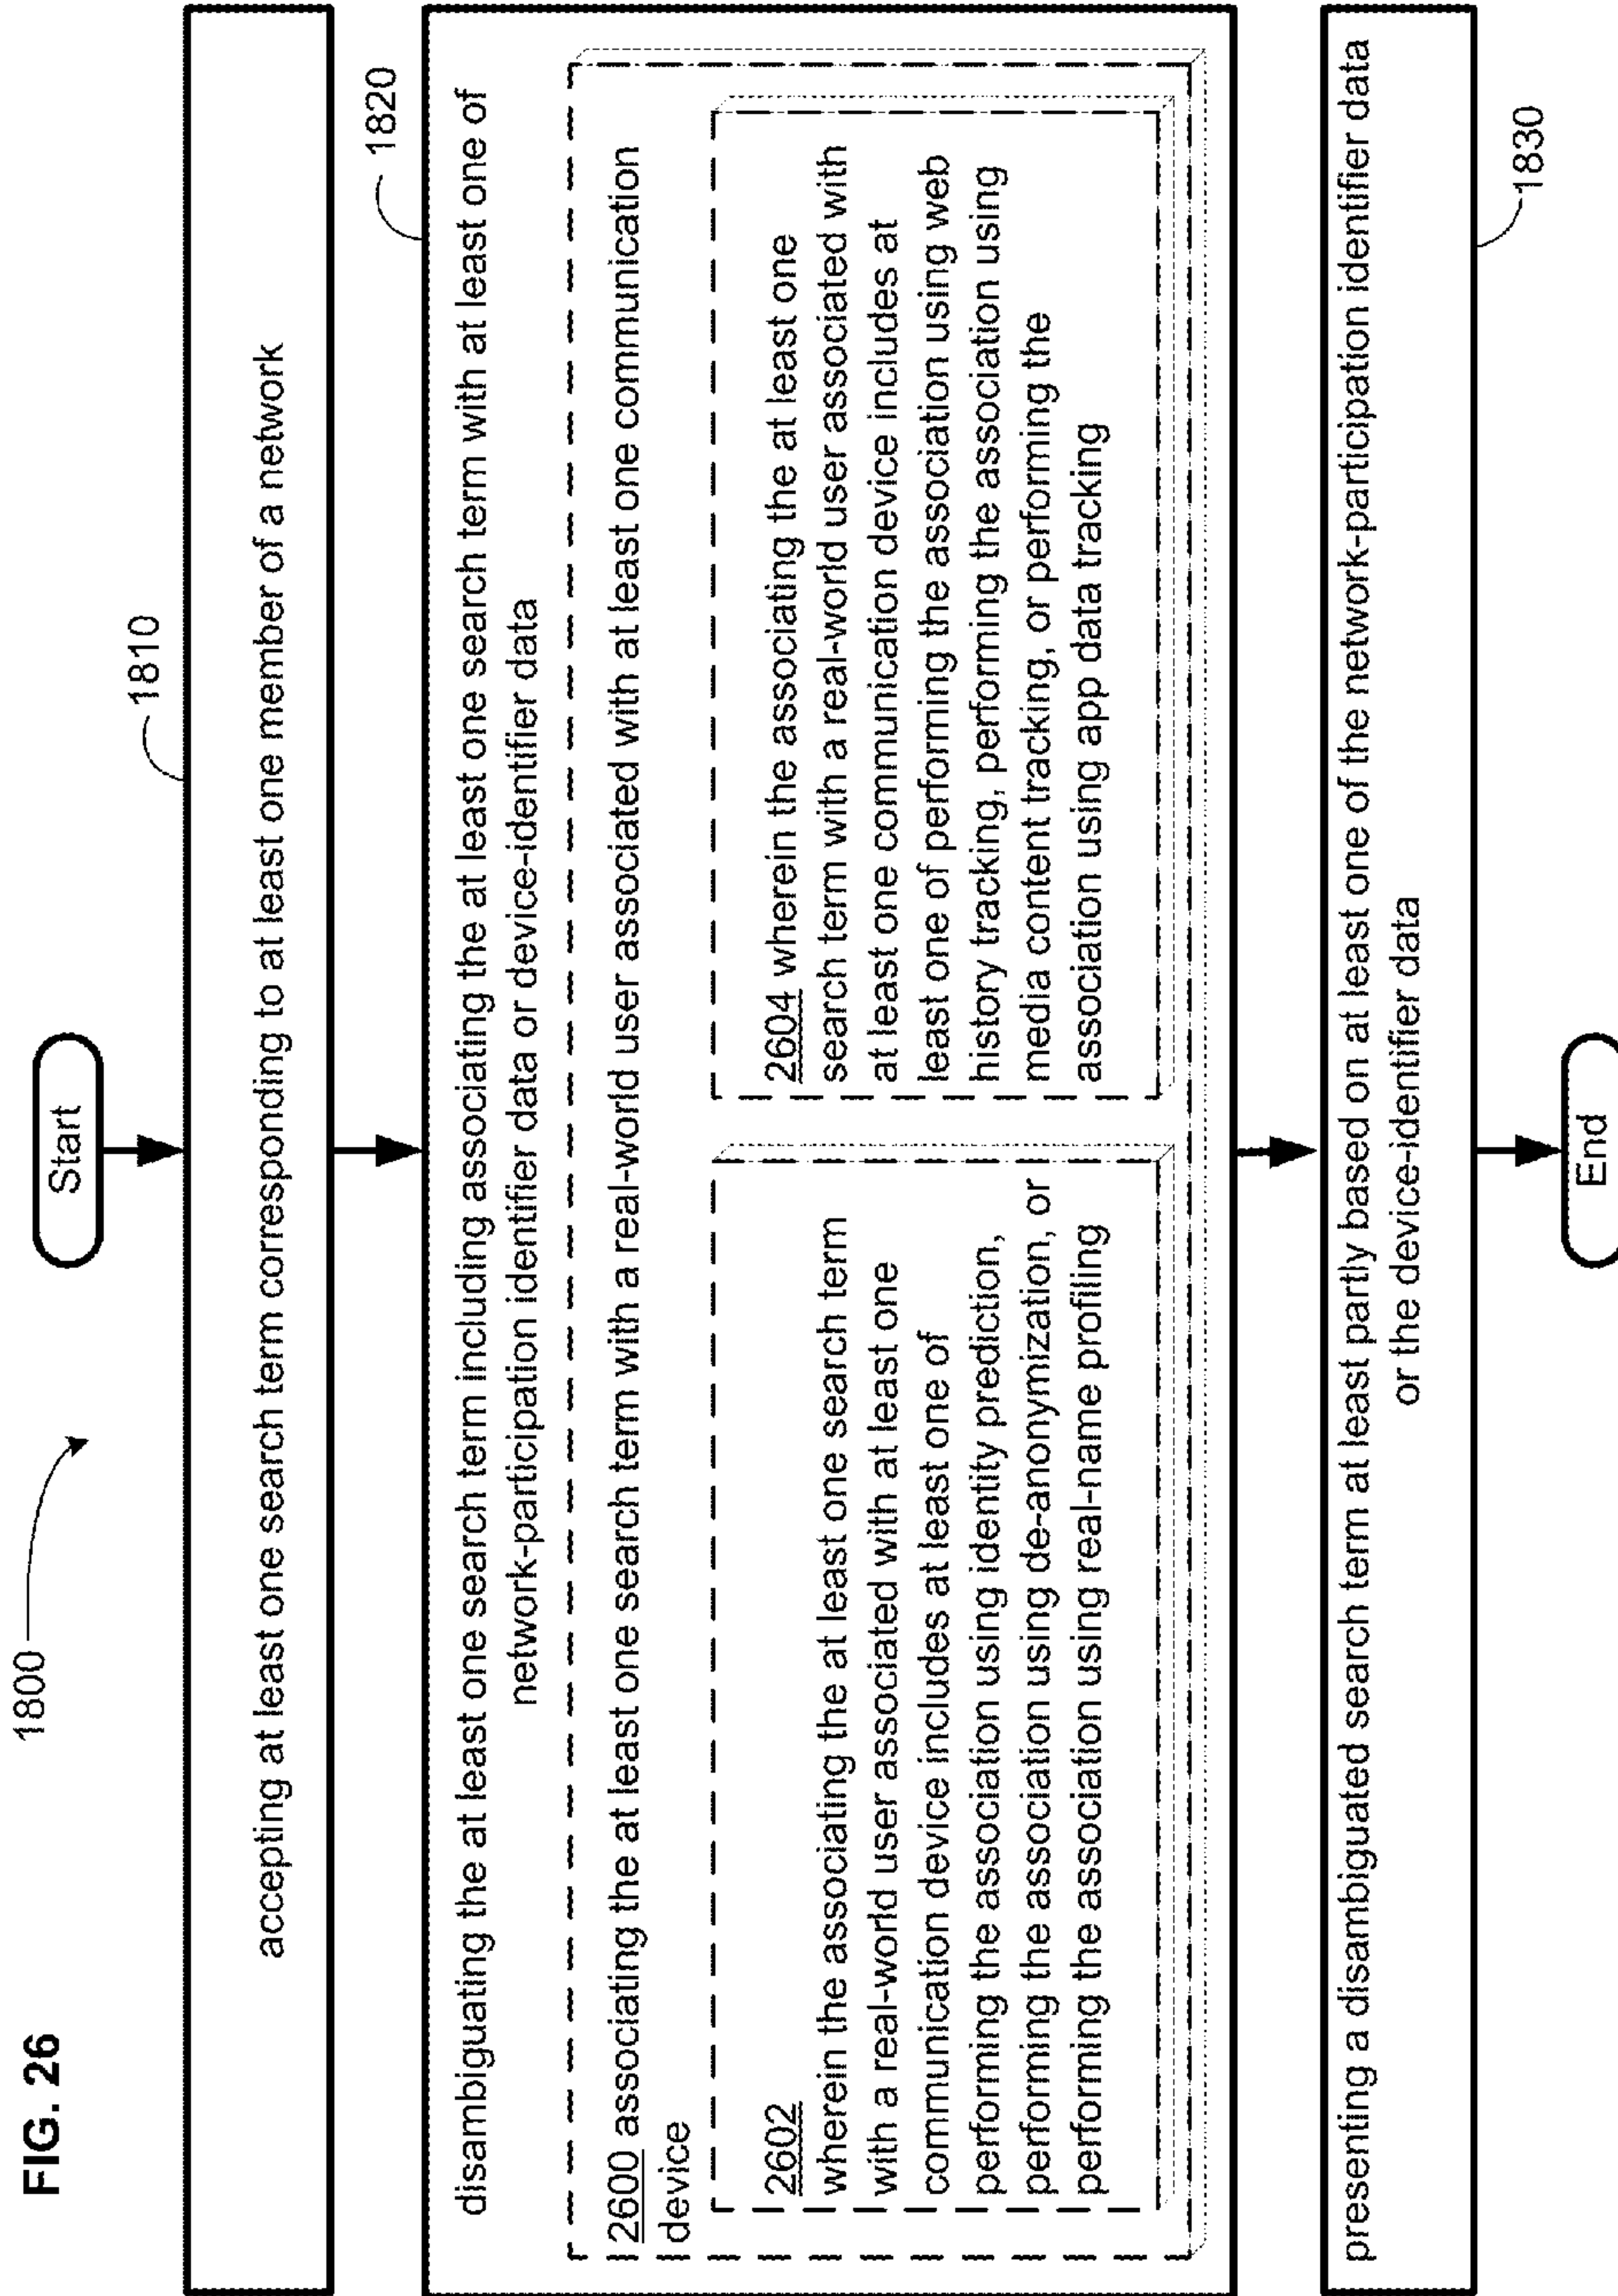 FIG. 26
1800
Start
1810
accepting at least one search term corresponding to at least one member of a network
1820
disambiguating the at least one search term including associating the at least one search term with at least one of
network-participation identifier data or device-identifier data
2600 associating the at least one search term with a real-world user associated with at least one communication
device
2602
wherein the associating the at least one search term
with a real-world user associated with at least one
communication device includes at least one of
performing the association using identity prediction,
performing the association using de-anonymization, or
performing the association using real-name profiling
2604 wherein the associating the at least one
search term with a real-world user associated with
at least one communication device includes at
least one of performing the association using web
history tracking, performing the association using
media content tracking, or performing the
association using app data tracking
presenting a disambiguated search term at least partly based on at least one of the network-participation identifier data
or the device-identifier data
1830
End